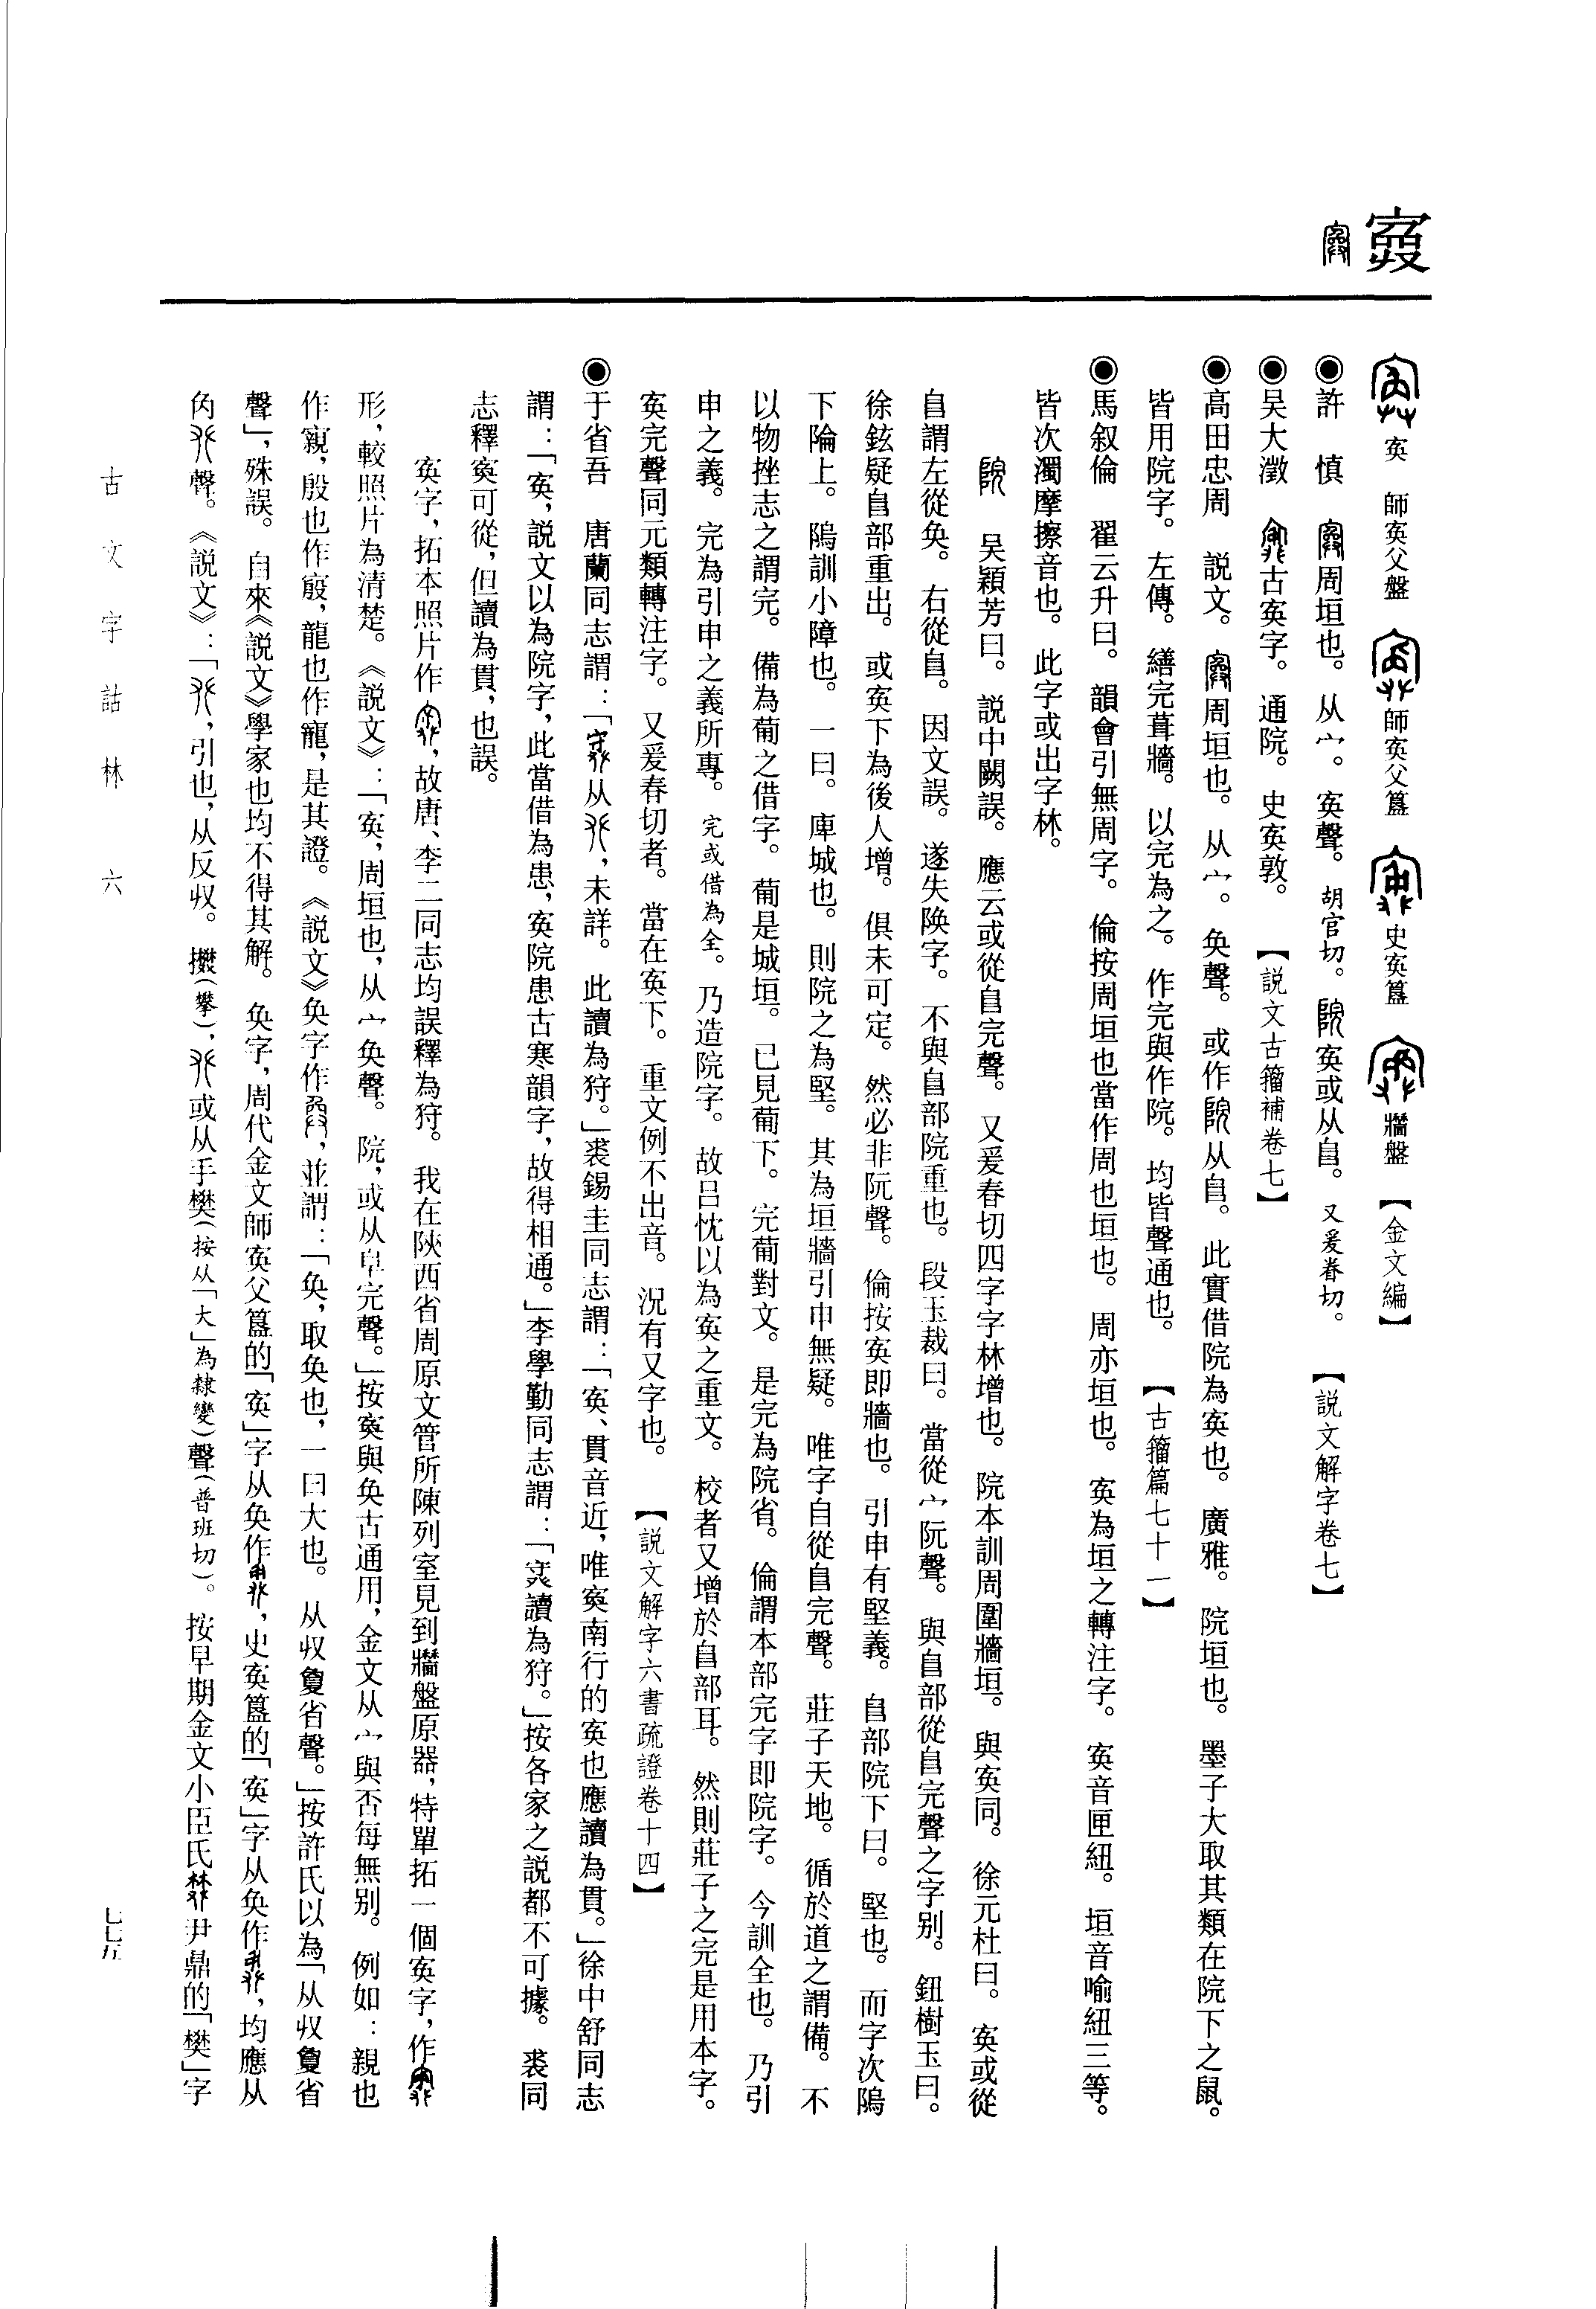 寏
寏 師寏父盤 師寏父簋 史寏簋 牆盤 【金文編】
◉許 慎 周垣也。从宀。寏聲。胡官切。寏或从𨸏。又爰眷切。 【説文解字卷七】
◉吴大澂 古寏字。通院。史寏敦。 【説文古籀補卷七】
◉高田忠周 説文。周垣也。从宀。奐聲。或作从𨸏。此實借院為寏也。廣雅。院垣也。墨子大取其類在院下之鼠。
皆用院字。左傳。繕完葺牆。以完為之。作完與作院。均皆聲通也。 【古籀篇七十一】
◉馬叙倫 翟云升曰。韻會引無周字。倫按周垣也當作周也垣也。周亦垣也。寏為垣之轉注字。寏音匣紐。垣音喻紐三等。
皆次濁摩擦音也。此字或出字林。
吴穎芳曰。説中闕誤。應云或從𨸏完聲。又爰春切四字字林增也。院本訓周圍牆垣。與寏同。徐元杜曰。寏或從
𨸏謂左從奐。右從𨸏。因文誤。遂失隩字。不與𨸏部院重也。段玉裁曰。當從宀阮聲。與𨸏部從𨸏完聲之字别。鈕樹玉曰。
徐鉉疑𨸏部重出。或寏下為後人增。俱未可定。然必非阮聲。倫按寏即牆也。引申有堅義。𨸏部院下曰。堅也。而字次隖
下陯上。隖訓小障也。一曰。庳城也。則院之為堅。其為垣牆引申無疑。唯字自從𨸏完聲。莊子天地。循於道之謂備。不
以物挫志之謂完。備為葡之借字。葡是城垣。已見葡下。完葡對文。是完為院省。倫謂本部完字即院字。今訓全也。乃引
申之義。完為引申之義所專。完或借為全。乃造院字。故吕忱以為寏之重文。校者又增於𨸏部耳。然則莊子之完是用本字。
寏完聲同元類轉注字。又爰春切者。當在寏下。重文例不出音。況有又字也。 【説文解字六書疏證卷十四】
◉于省吾 唐蘭同志謂：「从𠬜，未詳。此讀為狩。」裘錫圭同志謂：「寏、貫音近，唯寏南行的寏也應讀為貫。」徐中舒同志
謂：「寏，説文以為院字，此當借為患，寏院患古寒韻字，故得相通。」李學勤同志謂：「讀為狩。」按各家之説都不可據。裘同
志釋寏可從，但讀為貫，也誤。
寏字，拓本照片作，故唐、李二同志均誤釋為狩。我在陝西省周原文管所陳列室見到牆盤原器，特單拓一個寏字，作
形，較照片為清楚。《説文》：「寏，周垣也，从宀奐聲。院，或从𨸏完聲。」按寏與奐古通用，金文从宀與否每無别。例如：親也
作寴，殷也作𣪘，龍也作寵，是其證。《説文》奐字作，並謂：「奐，取奐也，一曰大也。从𠬞夐省聲。」按許氏以為「从𠬞夐省
聲」，殊誤。自來《説文》學家也均不得其解。奐字，周代金文師寏父簋的「寏」字从奐作，史寏簋的「寏」字从奐作，均應从
𠔿𠬜聲。《説文》：「𠬜，引也，从反𠬞。攀（攀），𠬜或从手樊（按从「大」為隸變）聲（普班切）。按早期金文小臣氏尹鼎的「樊」字
古文字詁林 六
七七五